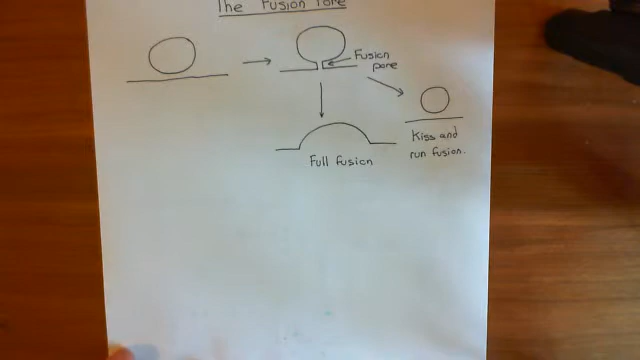 The Fusion Pore
Fusion
pore
Kiss and
run fusion.
Full fusion